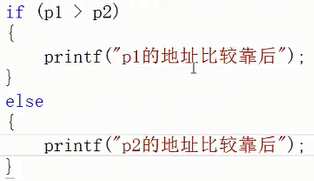 if (p1 > p2)
{
    printf("p1的地址比较靠后");
}
else
{
    printf("p2的地址比较靠后");
}